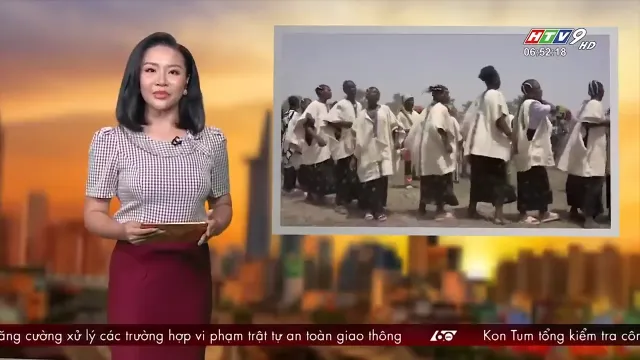 HTV9 HD
06:52:18
ăng cường xử lý các trường hợp vi phạm trật tự an toàn giao thông 60 Kon Tum tổng kiểm tra cô